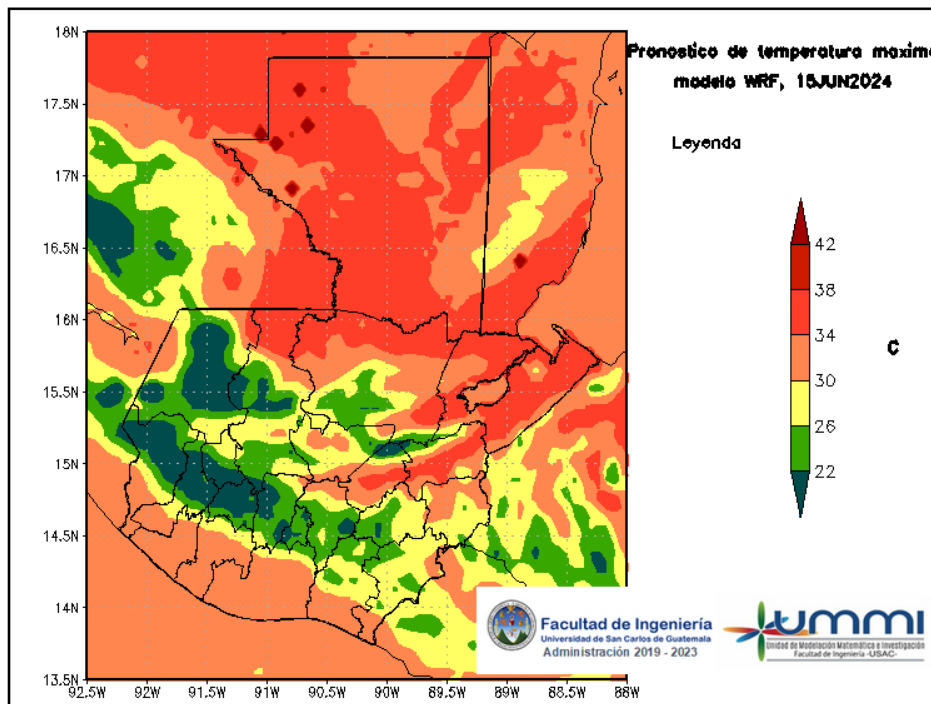 Pronostico de temperatura maxima
modelo WRF, 15JUN2024
Leyenda
18N
17.5N
17N
16.5N
16N
15.5N
15N
14.5N
14N
13.5N
92.5W
92W
91.5W
91W
90.5W
90W
89.5W
89W
88.5W
88W
42
38
34
30
26
22
C
Facultad de Ingeniería
Universidad de San Carlos de Guatemala
Administración 2019 - 2023
ummi
Unidad de Modelación Matemática e Investigación
Facultad de Ingeniería -USAC-